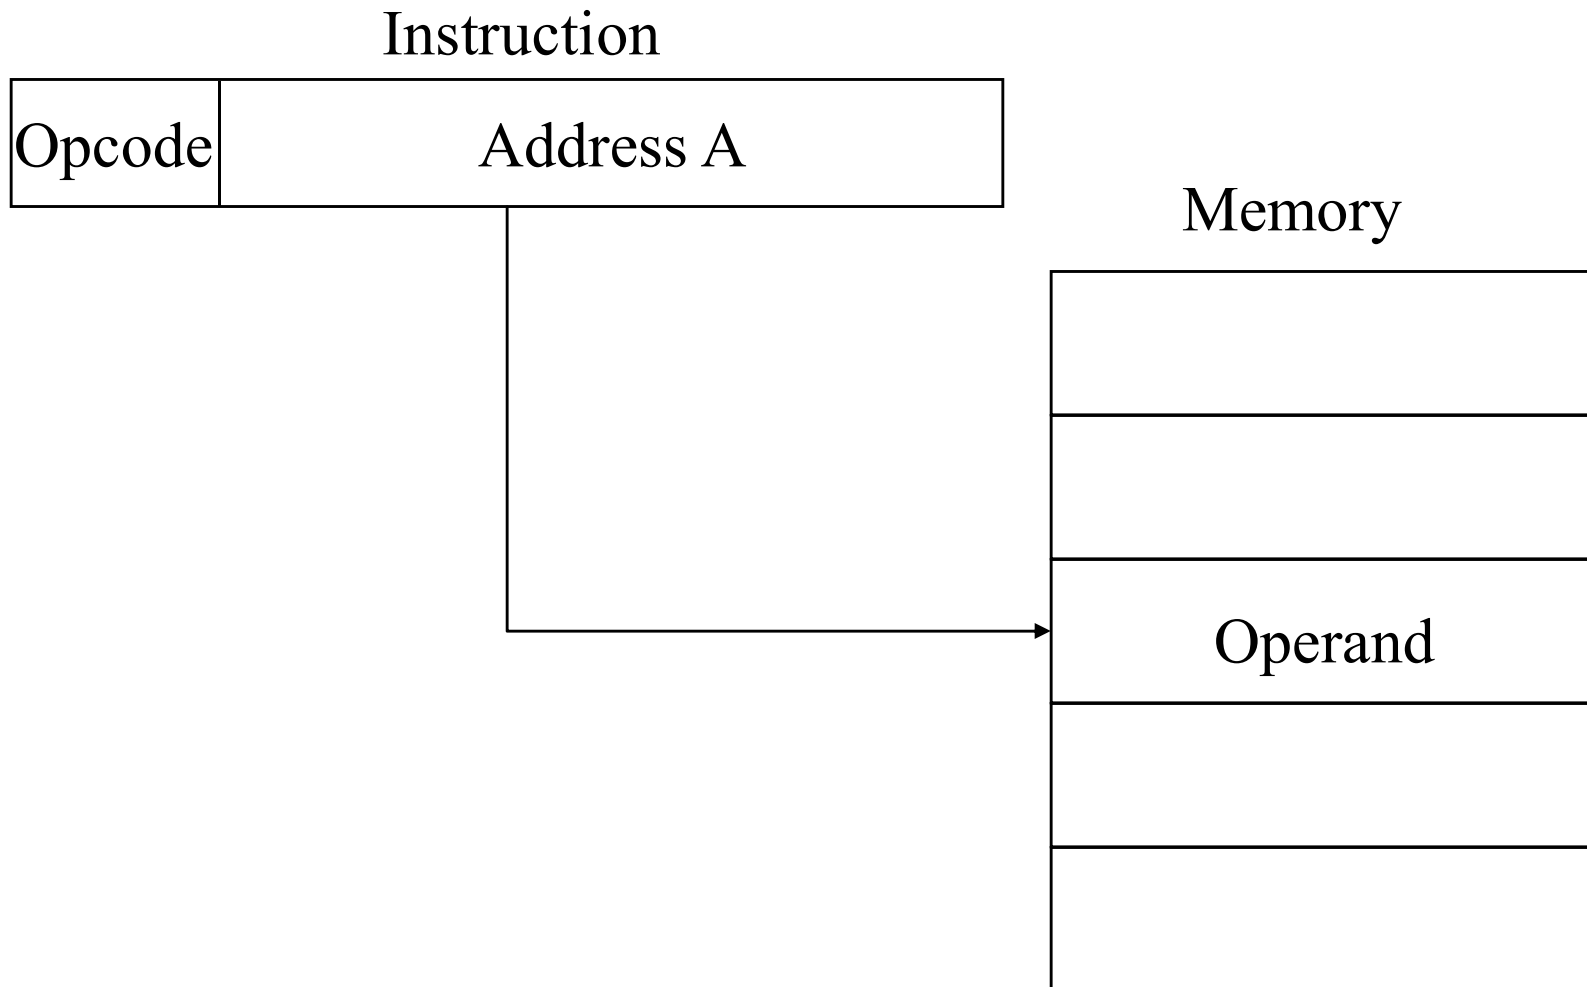 Instruction
Opcode
Address A
Memory
Operand